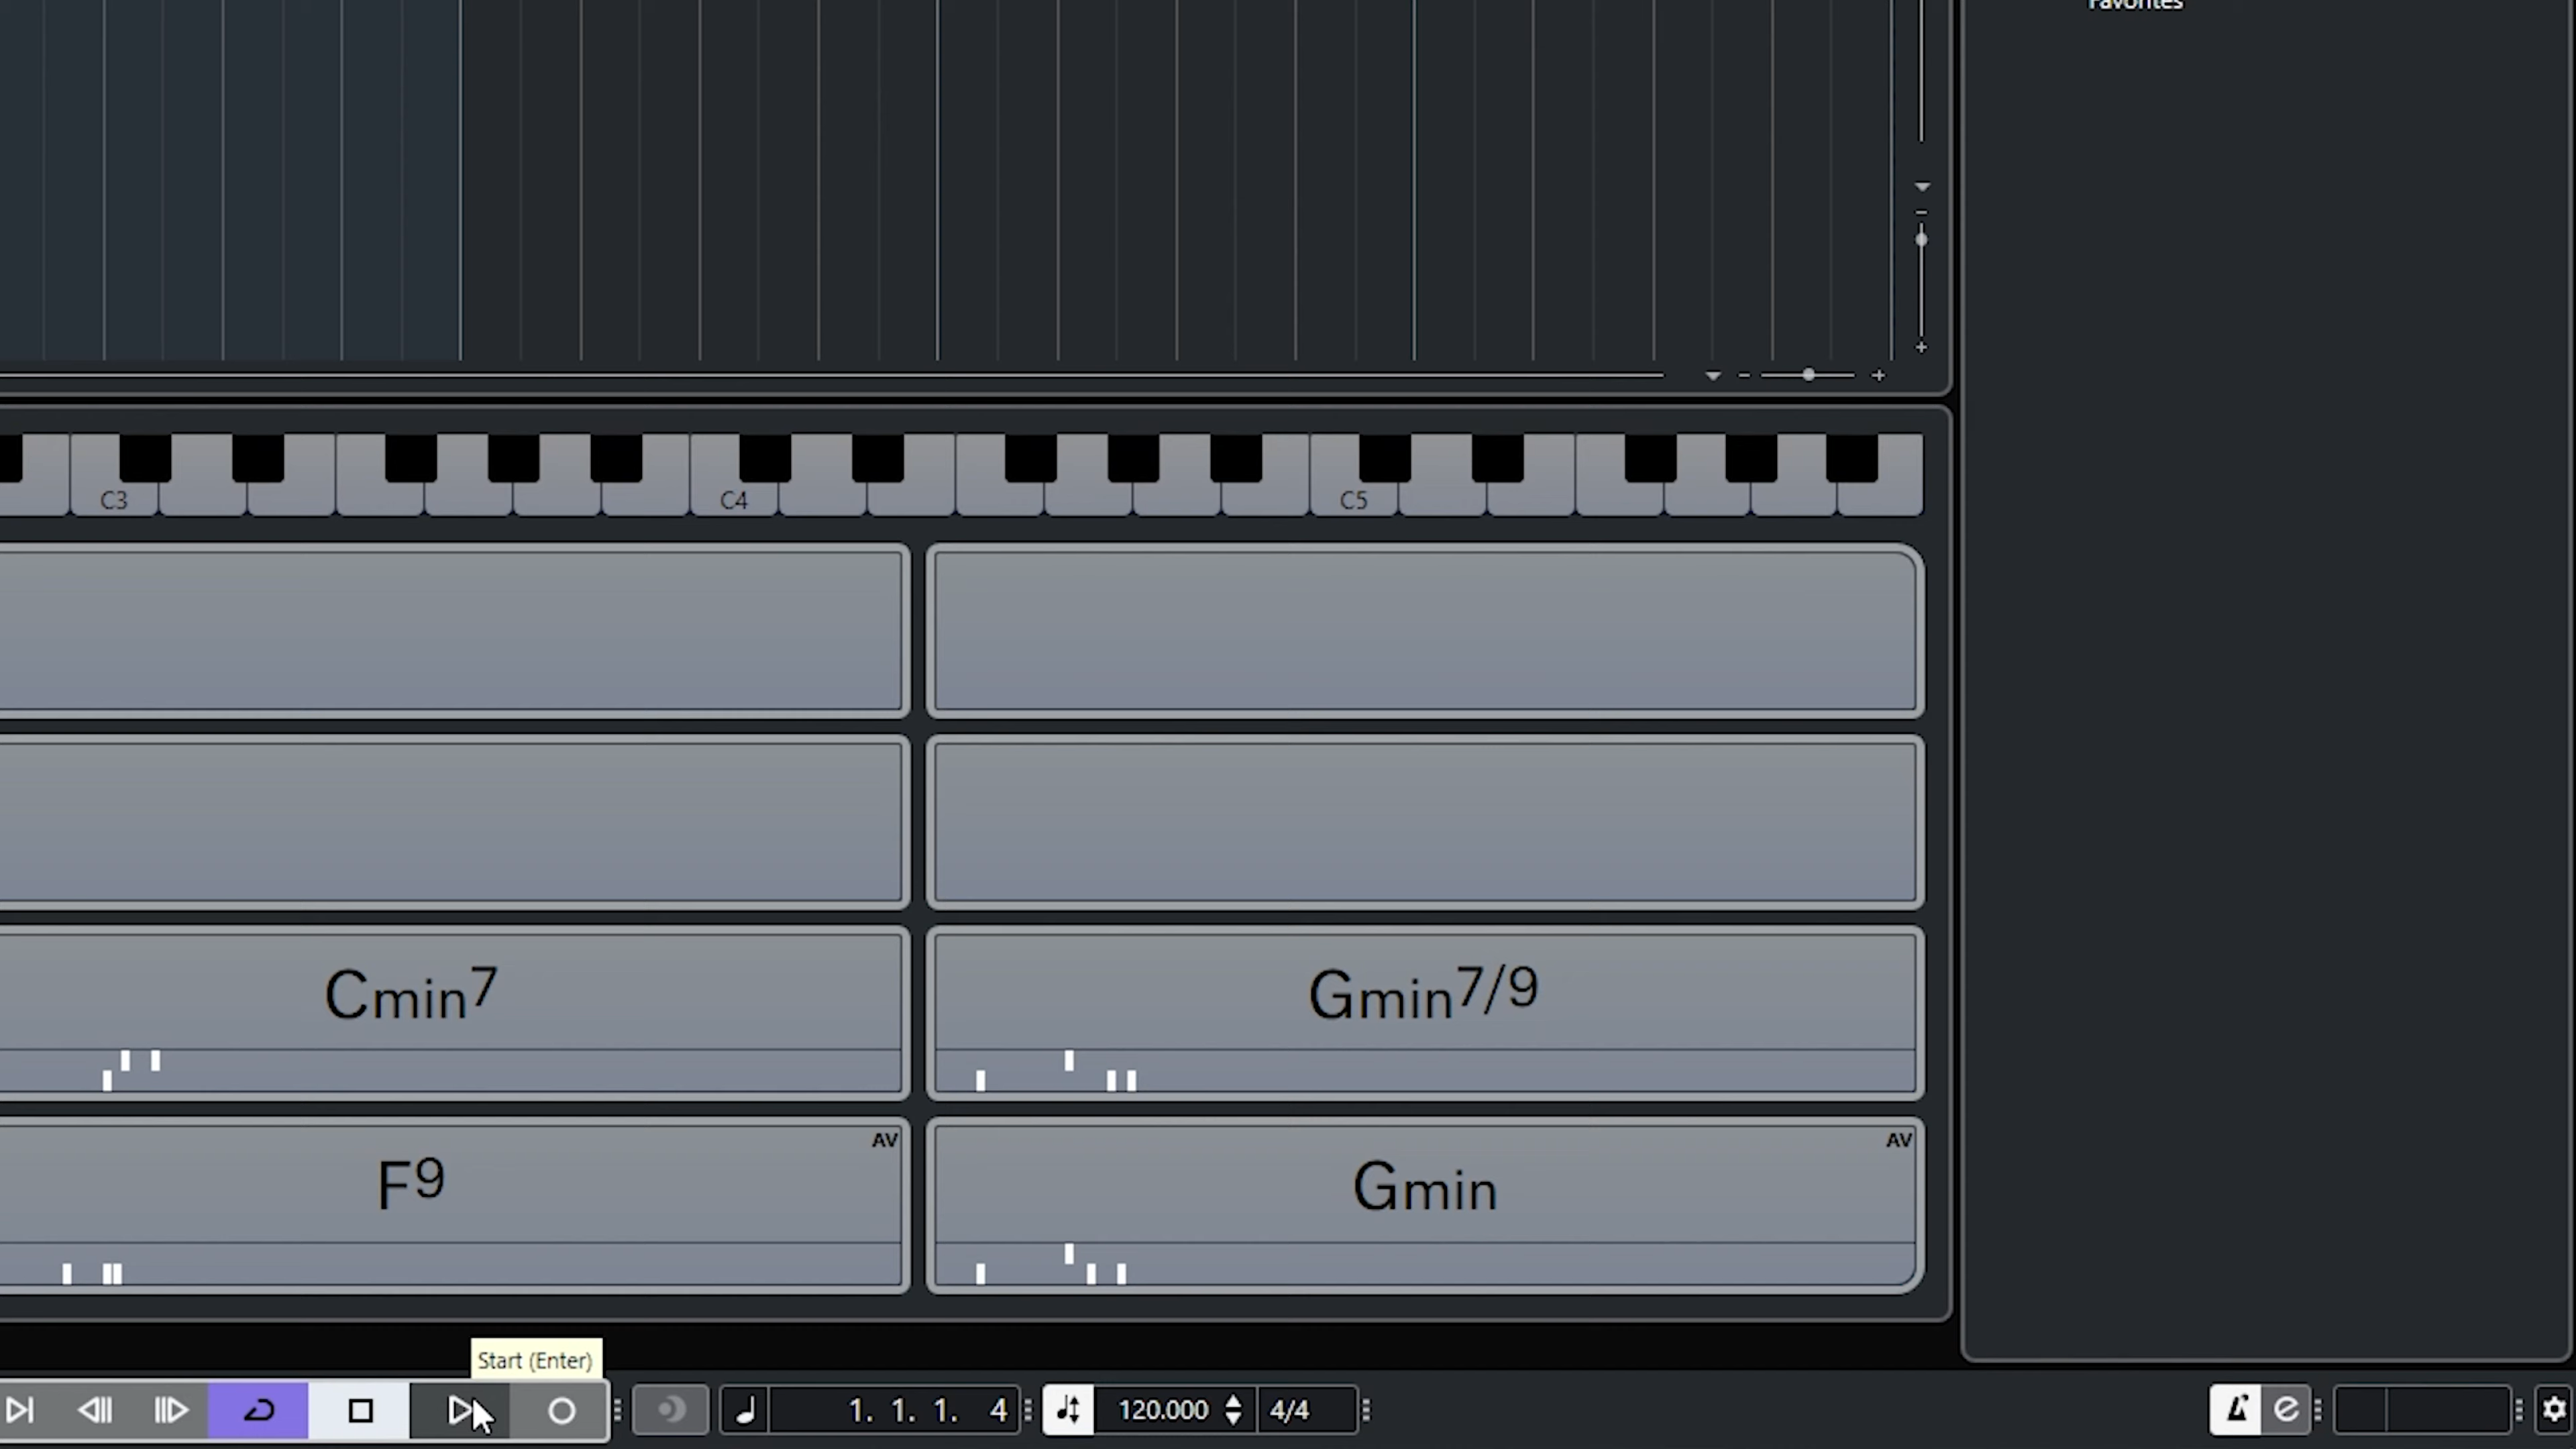 Favorites
C3 C4 C5
Cmin7 Gmin7/9
AV AV
F9 Gmin
Start (Enter)
1. 1. 1. 4 120.000 4/4